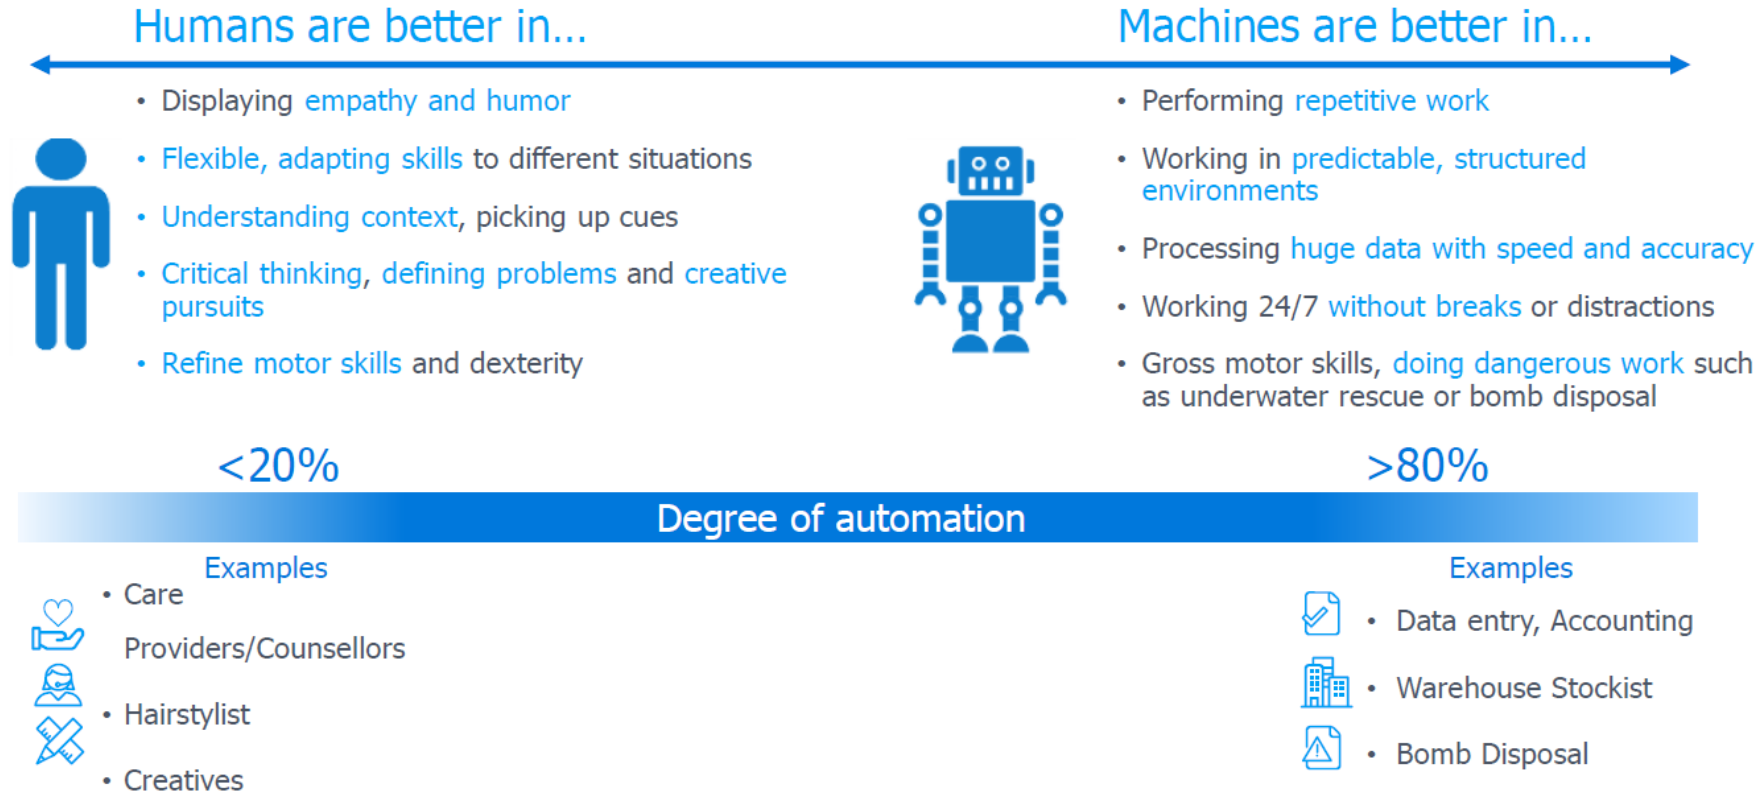 Humans are better in...
• Displaying empathy and humor
• Flexible, adapting skills to different situations
• Understanding context, picking up cues
• Critical thinking, defining problems and creative
pursuits
• Refine motor skills and dexterity
Machines are better in...
• Performing repetitive work
• Working in predictable, structured
environments
• Processing huge data with speed and accuracy
• Working 24/7 without breaks or distractions
• Gross motor skills, doing dangerous work such
as underwater rescue or bomb disposal
<20%
>80%
Degree of automation
Examples
• Care
Providers/Counsellors
• Hairstylist
• Creatives
Examples
• Data entry, Accounting
• Warehouse Stockist
• Bomb Disposal